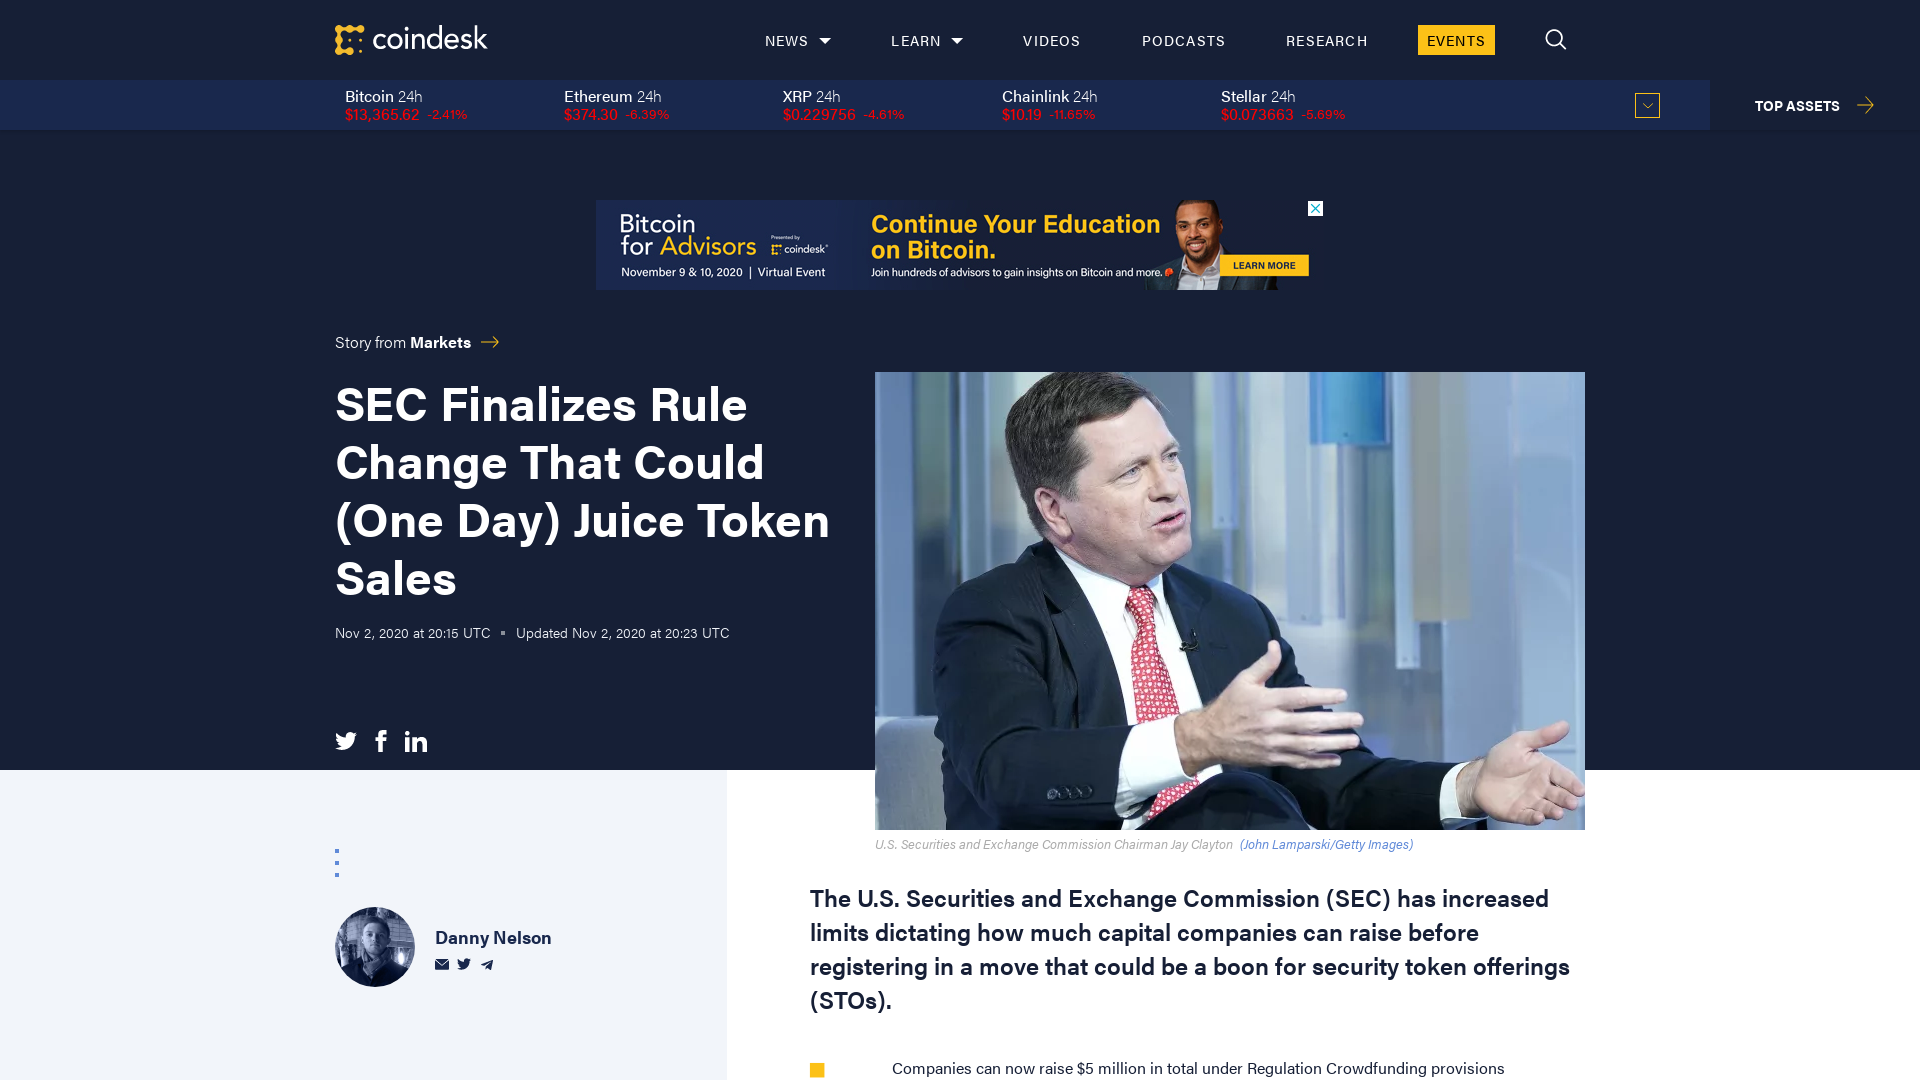 coindesk
NEWS
LEARN
VIDEOS
PODCASTS
RESEARCH
EVENTS
Bitcoin 24h
$13,365.62 -2.41%
Ethereum 24h
$374.30 -6.39%
XRP 24h
$0.229756 -4.61%
Chainlink 24h
$10.19 -11.65%
Stellar 24h
$0.073663 -5.69%
TOP ASSETS
Bitcoin
for Advisors
Presented by
coindesk
November 9 & 10, 2020 | Virtual Event
Continue Your Education
on Bitcoin.
Join hundreds of advisors to gain insights on Bitcoin and more.
LEARN MORE
Story from Markets
SEC Finalizes Rule
Change That Could
(One Day) Juice Token
Sales
Nov 2, 2020 at 20:15 UTC
Updated Nov 2, 2020 at 20:23 UTC
U.S. Securities and Exchange Commission Chairman Jay Clayton (John Lamparski/Getty Images)
Danny Nelson
The U.S. Securities and Exchange Commission (SEC) has increased
limits dictating how much capital companies can raise before
registering in a move that could be a boon for security token offerings
(STOs).
Companies can now raise $5 million in total under Regulation Crowdfunding provisions